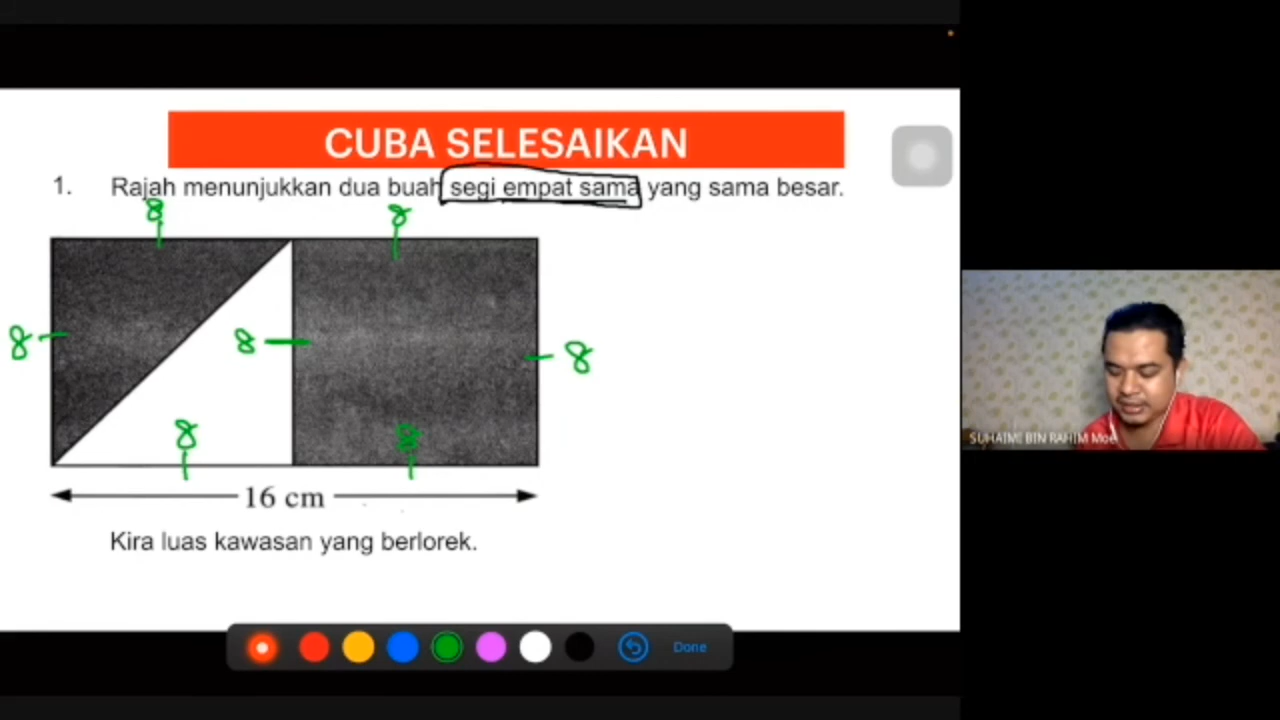 CUBA SELESAIKAN
1. Rajah menunjukkan dua buah segi empat sama yang sama besar.
8 8
8 8 8
8 8
16 cm
Kira luas kawasan yang berlorek.
SUHAIMI BIN RAHIM Moe
Done